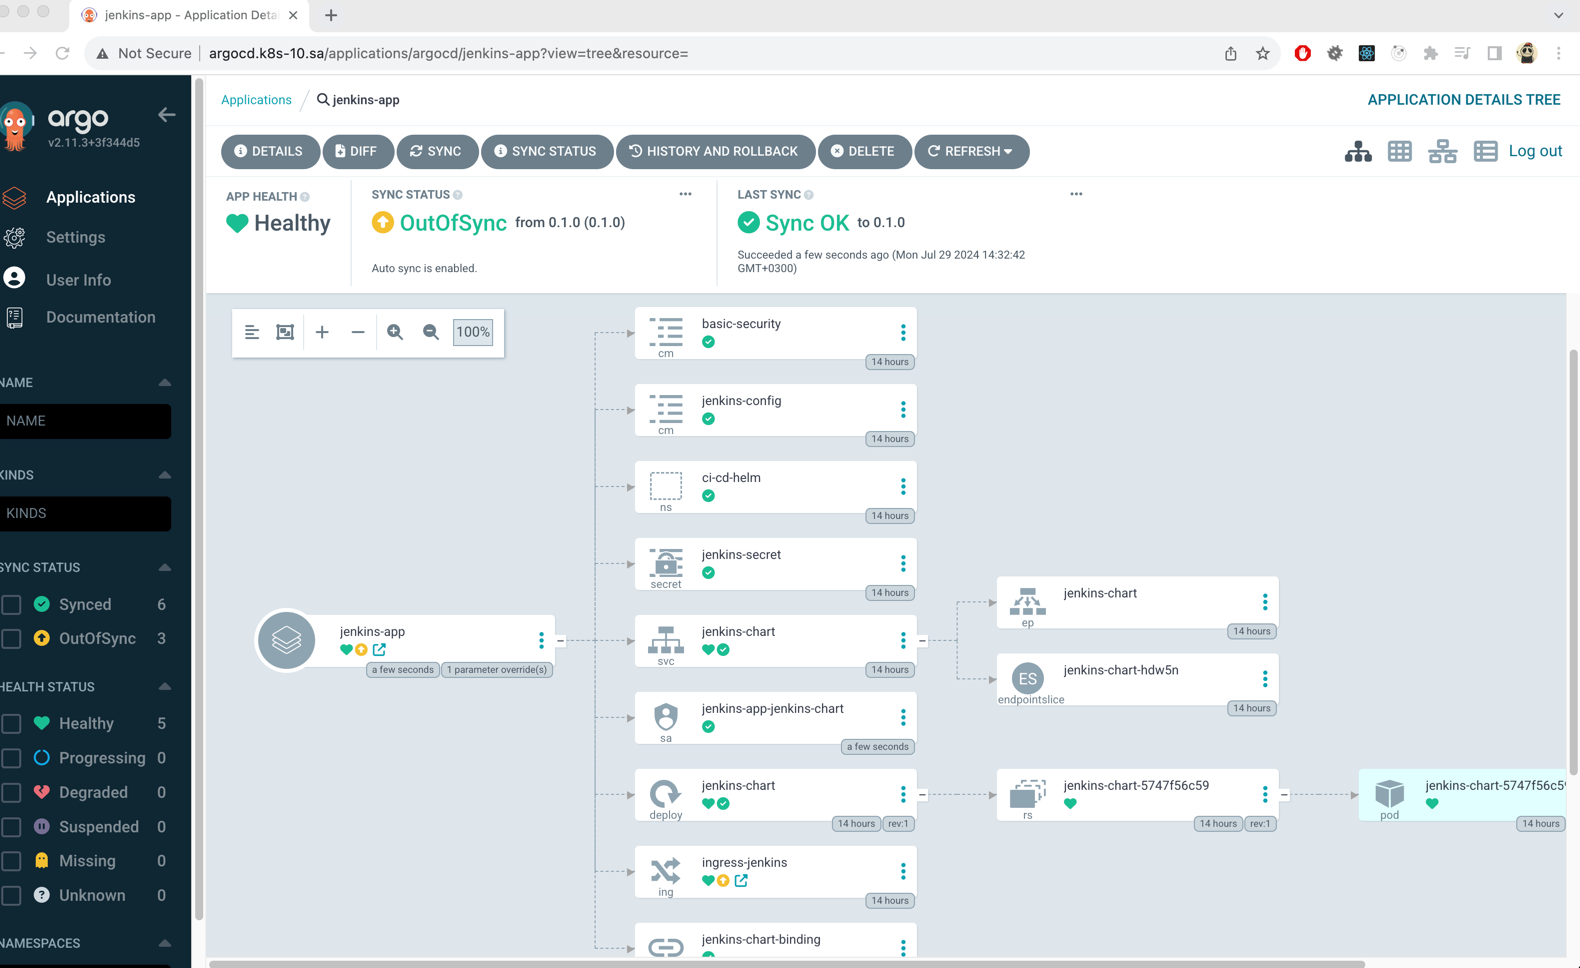 jenkins-app - Application Deta
Not Secure
argocd.k8s-10.sa/applications/argocd/jenkins-app?view=tree&resource=
argo
v2.11.3+3f344d5
Applications
Settings
User Info
Documentation
NAME
NAME
KINDS
KINDS
SYNC STATUS
Synced 6
OutOfSync 3
HEALTH STATUS
Healthy 5
Progressing 0
Degraded 0
Suspended 0
Missing 0
Unknown 0
NAMESPACES
Applications / jenkins-app
APPLICATION DETAILS TREE
DETAILS DIFF SYNC SYNC STATUS HISTORY AND ROLLBACK DELETE REFRESH
Log out
APP HEALTH
Healthy
SYNC STATUS
OutOfSync from 0.1.0 (0.1.0)
Auto sync is enabled.
LAST SYNC
Sync OK to 0.1.0
Succeeded a few seconds ago (Mon Jul 29 2024 14:32:42
GMT+0300)
100%
jenkins-app
a few seconds
1 parameter override(s)
basic-security
cm
14 hours
jenkins-config
cm
14 hours
ci-cd-helm
ns
14 hours
jenkins-secret
secret
14 hours
jenkins-chart
svc
14 hours
jenkins-chart
ep
14 hours
ES
jenkins-chart-hdw5n
endpointslice
14 hours
jenkins-app-jenkins-chart
sa
a few seconds
jenkins-chart
deploy
14 hours
rev:1
jenkins-chart-5747f56c59
rs
14 hours
rev:1
jenkins-chart-5747f56c59
pod
14 hours
ingress-jenkins
ing
14 hours
jenkins-chart-binding